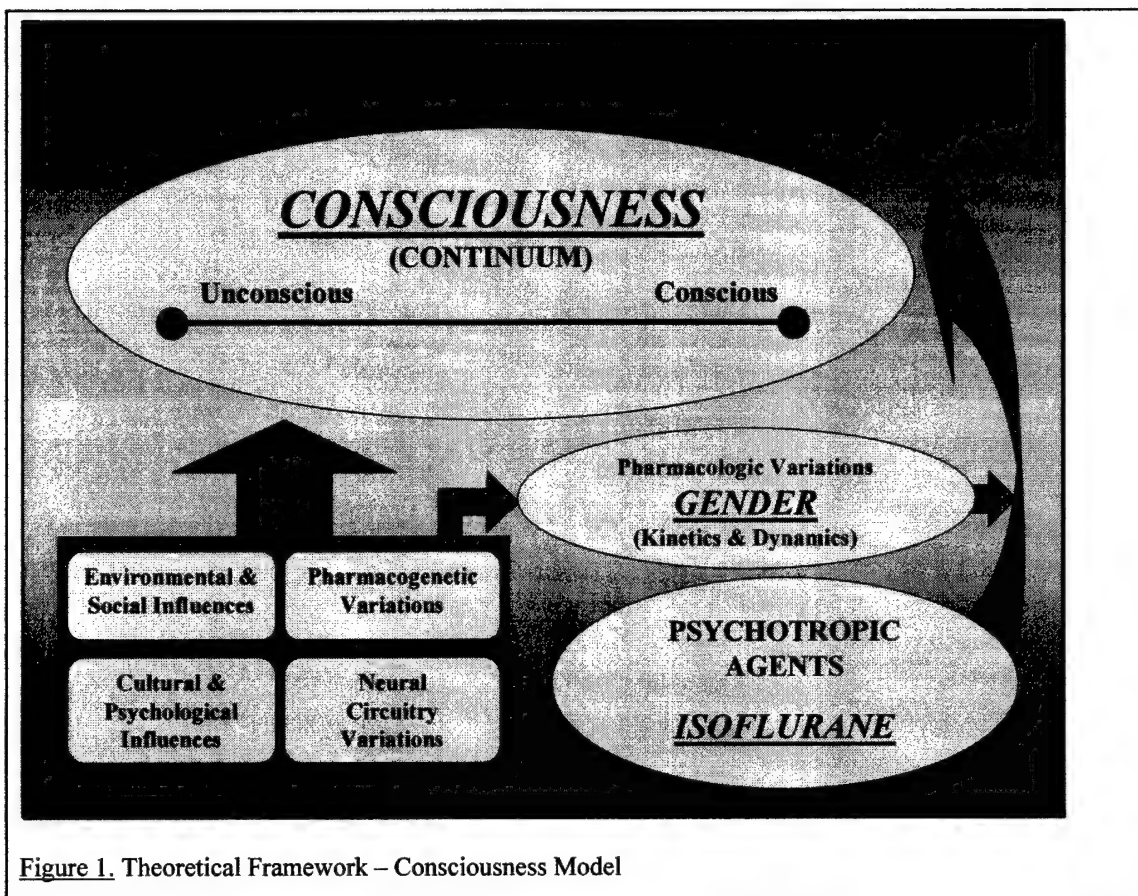 CONSCIOUSNESS
(CONTINUUM)
Unconscious
Conscious
Pharmacologic Variations
GENDER
(Kinetics & Dynamics)
Environmental &
Social Influences
Pharmacogenetic
Variations
Cultural &
Psychological
Influences
Neural
Circuitry
Variations
PSYCHOTROPIC
AGENTS
ISOFLURANE
Figure 1. Theoretical Framework – Consciousness Model